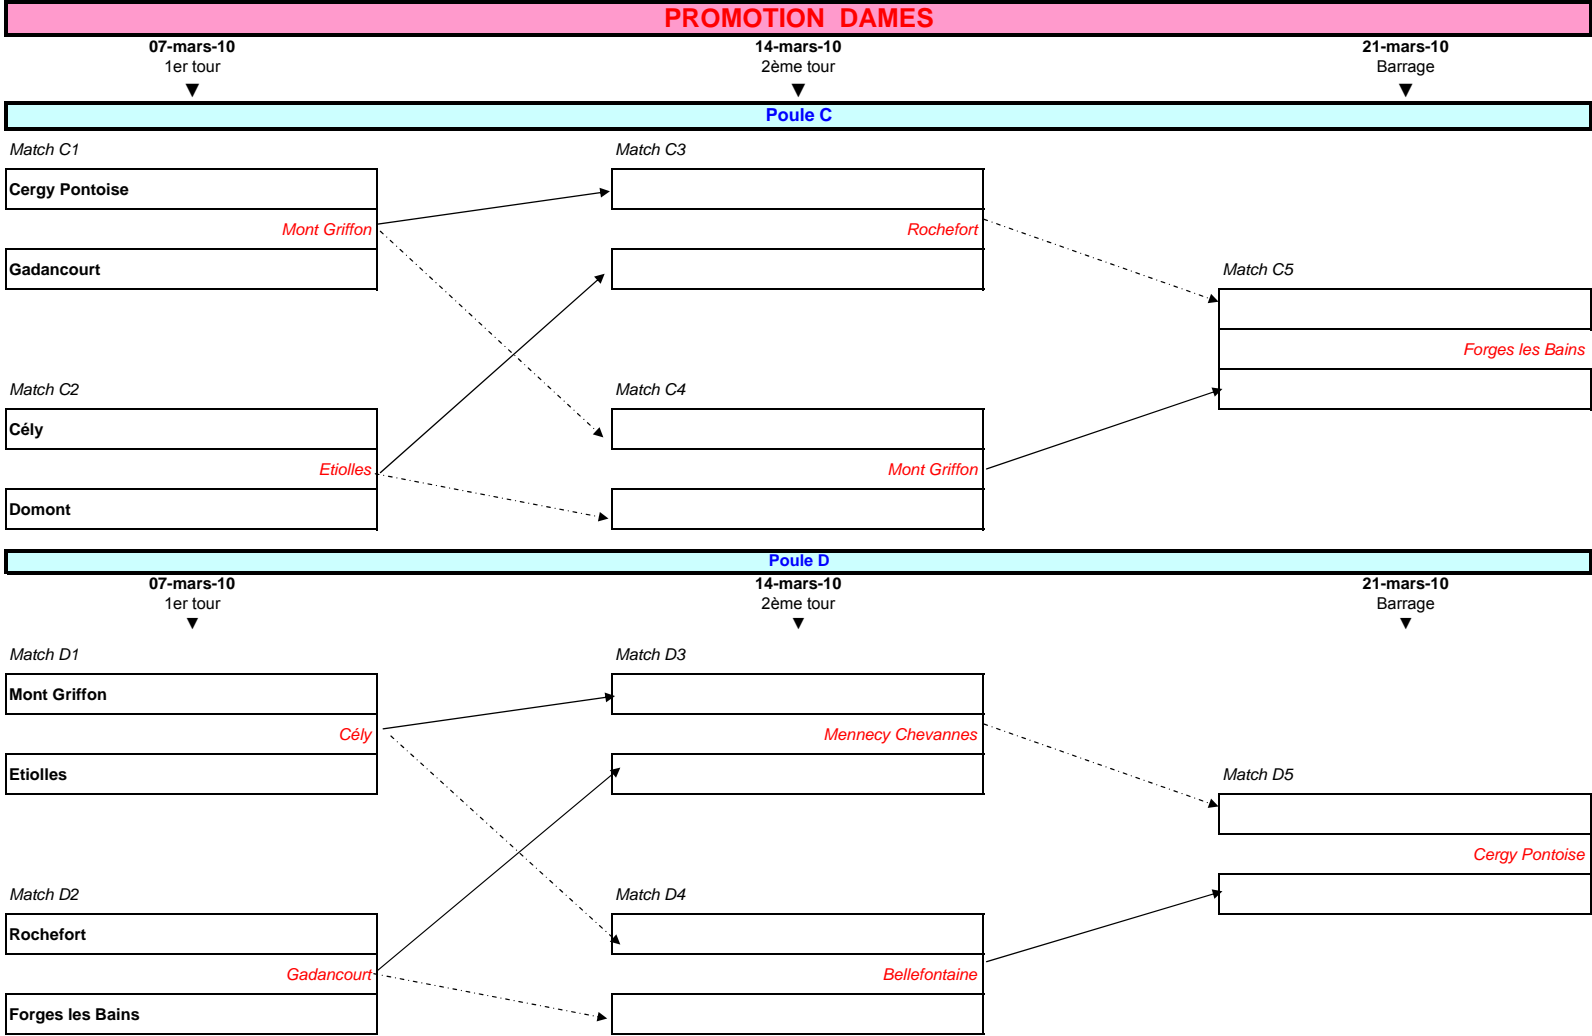 PROMOTION DAMES
07-mars-10 14-mars-10 21-mars-10
1er tour 2ème tour Barrage
Poule C
Match C1 Match C3
Cergy Pontoise
Mont Griffon Rochefort
Gadancourt Match C5
Forges les Bains
Match C2 Match C4
Cély
Etiolles Mont Griffon
Domont
Poule D
07-mars-10 14-mars-10 21-mars-10
1er tour 2ème tour Barrage
Match D1 Match D3
Mont Griffon
Cély Mennecy Chevannes
Etiolles Match D5
Cergy Pontoise
Match D2 Match D4
Rochefort
Gadancourt Bellefontaine
Forges les Bains